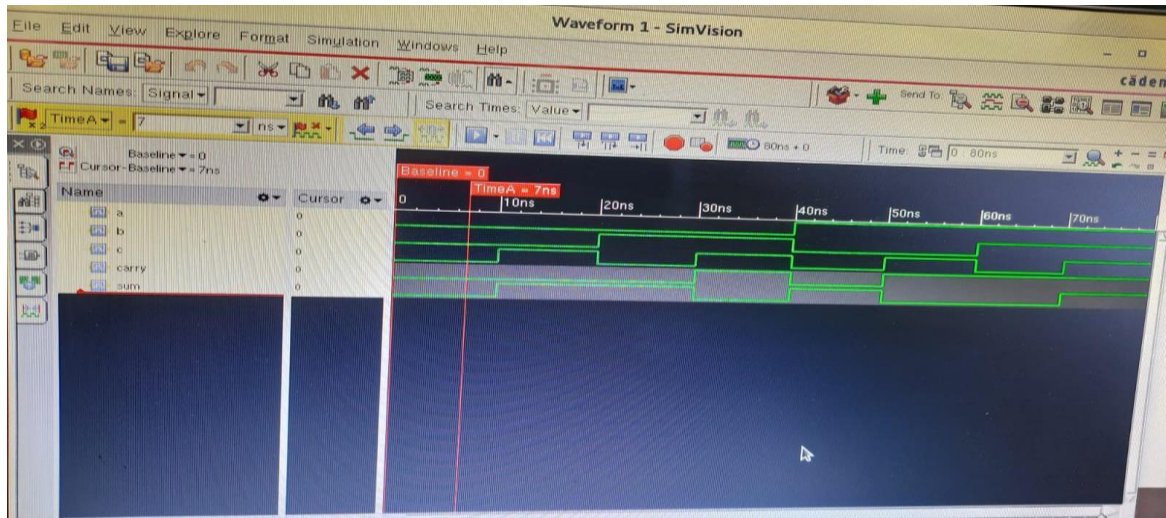 Waveform 1 - SimVision
File Edit View Explore Format Simulation Windows Help
cāden
Search Names: Signal
Search Times: Value
Send To:
x2 TimeA = 7 ns
80ns + 0
Time: 0 : 80ns
Baseline = 0
Cursor-Baseline = 7ns
Baseline = 0
TimeA = 7ns
Name Cursor
0 10ns 20ns 30ns 40ns 50ns 60ns 70ns
a 0
b 0
c 0
carry 0
sum 0